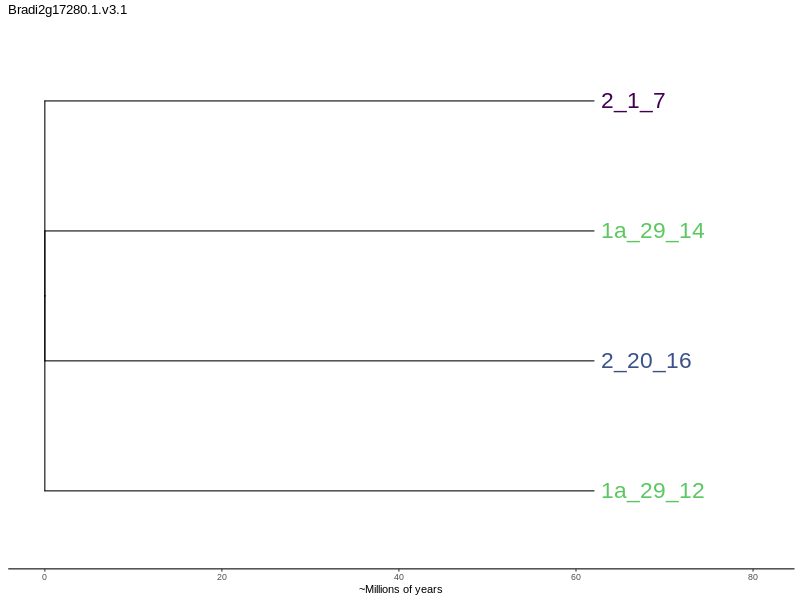 Bradi2g17280.1.v3.1
2_1_7
1a_29_14
2_20_16
1a_29_12
0 20 40 60 80
~Millions of years